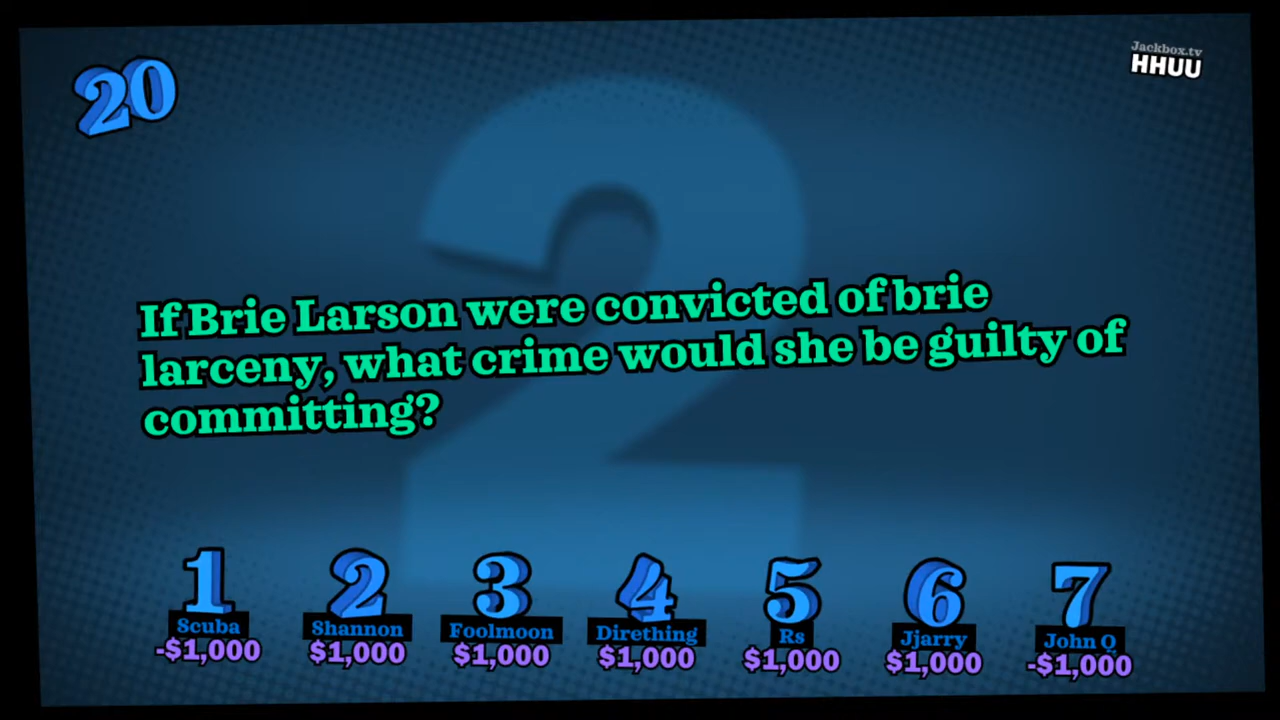 20
Jackbox.tv
HHUU
2
If Brie Larson were convicted of brie
larceny, what crime would she be guilty of
committing?
1 2 3 4 5 6 7
Scuba Shannon Foolmoon Dirething Rs Jjarry John Q
-$1,000 $1,000 $1,000 $1,000 $1,000 $1,000 -$1,000